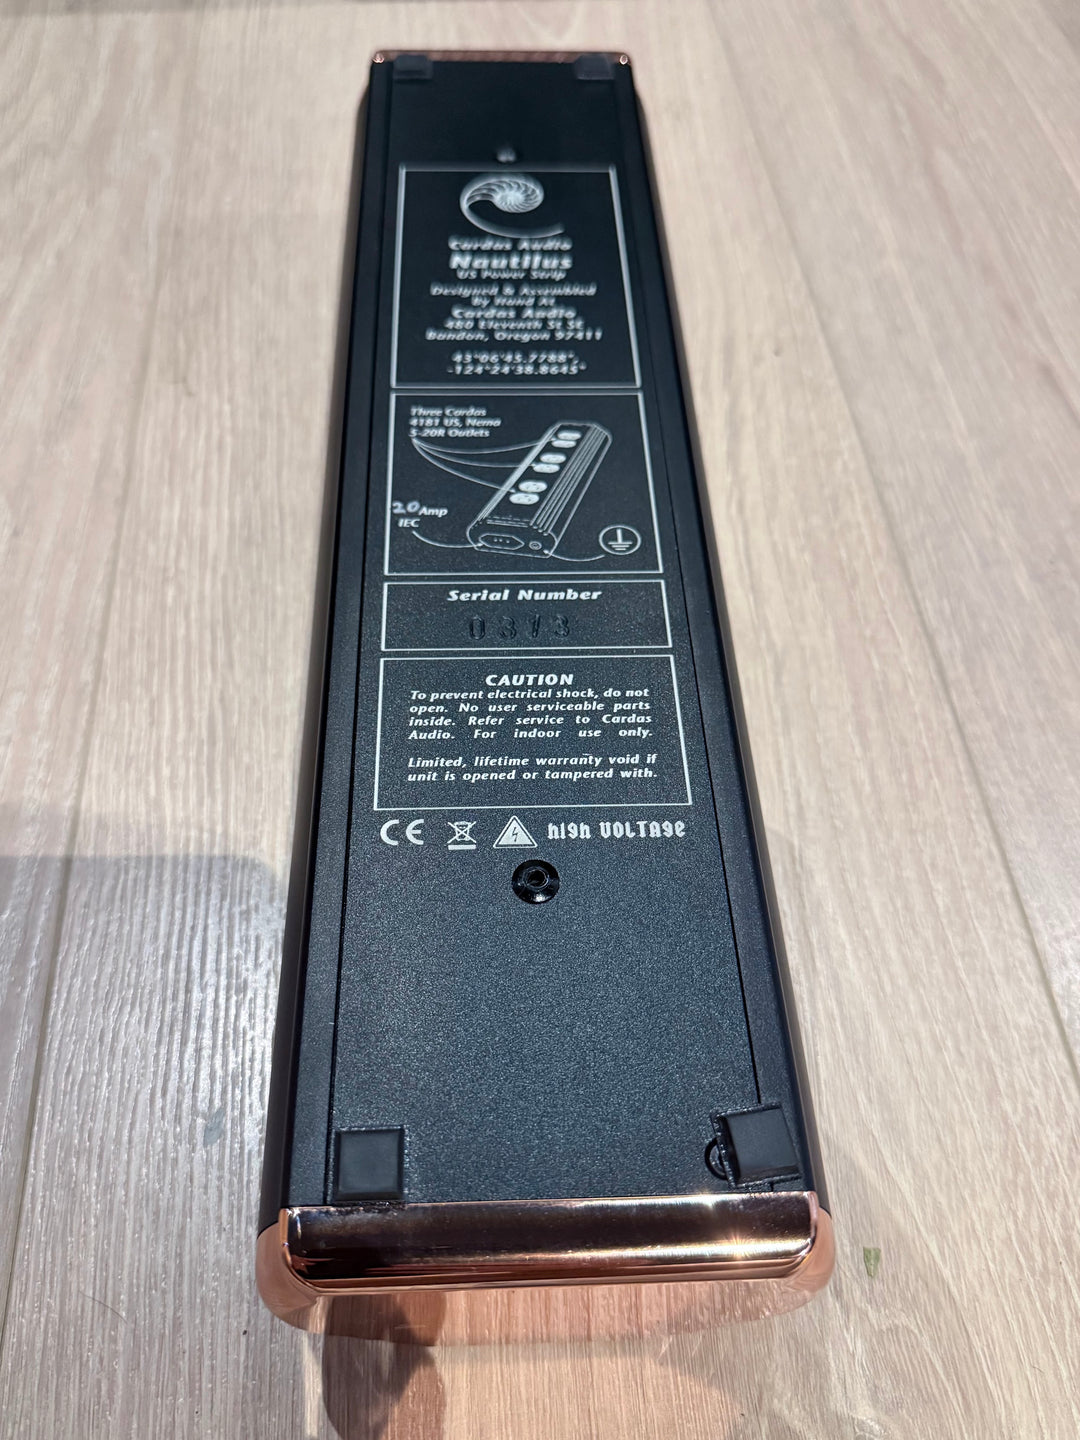 Cardas Audio
Nautilus
US Power Strip
Designed & Assembled
by Hand At
Cardas Audio
480 Eleventh St SE
Bandon, Oregon 97411
43°06'45.7788",
-124°24'38.8645"
Three Cardas
4181 US, Nema
5-20R Outlets
20 Amp
IEC
Serial Number
0373
CAUTION
To prevent electrical shock, do not
open. No user serviceable parts
inside. Refer service to Cardas
Audio. For indoor use only.
Limited, lifetime warranty void if
unit is opened or tampered with.
CE
HIGH VOLTAGE